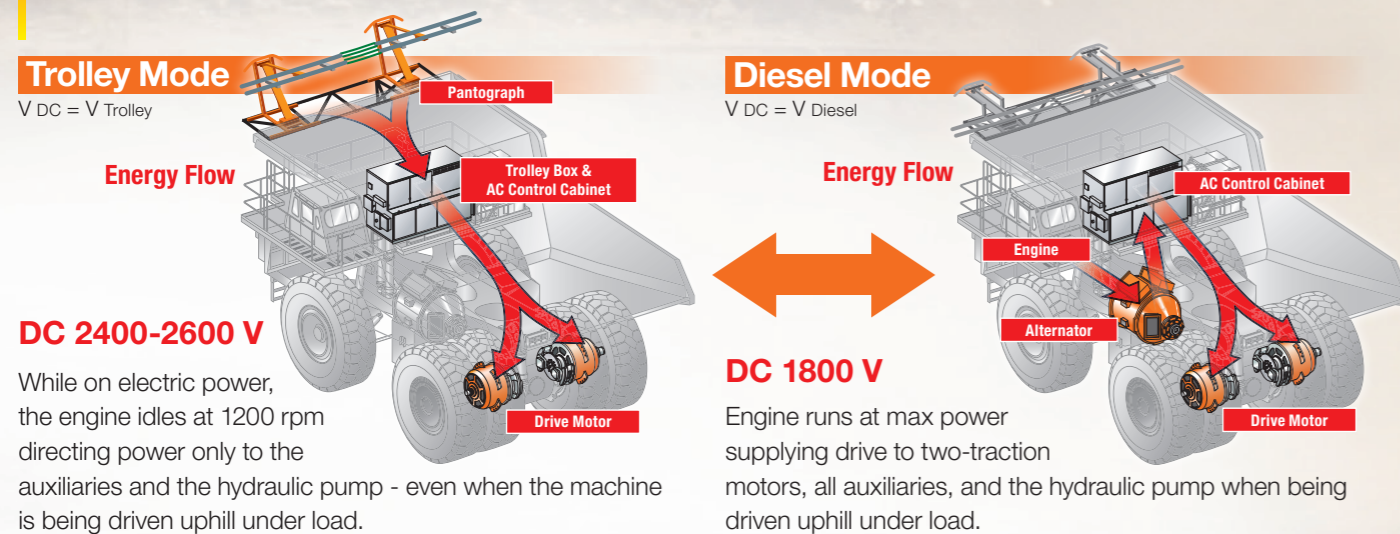 Trolley Mode
V DC = V Trolley
Pantograph
Energy Flow
Trolley Box &
AC Control Cabinet
DC 2400-2600 V
While on electric power,
the engine idles at 1200 rpm
directing power only to the
auxiliaries and the hydraulic pump - even when the machine
is being driven uphill under load.
Drive Motor
Diesel Mode
V DC = V Diesel
Energy Flow
AC Control Cabinet
Engine
Alternator
DC 1800 V
Drive Motor
Engine runs at max power
supplying drive to two-traction
motors, all auxiliaries, and the hydraulic pump when being
driven uphill under load.